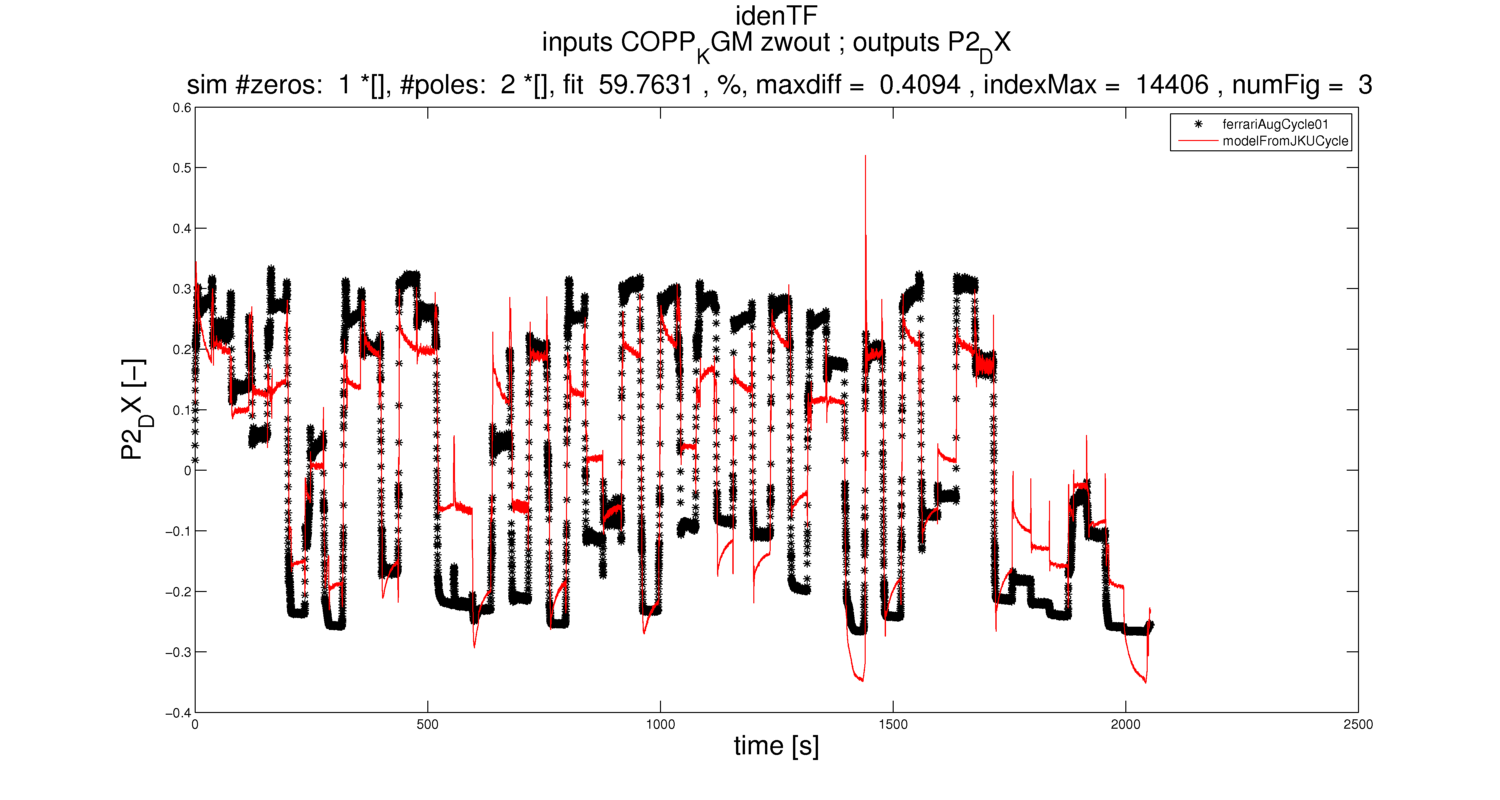 idenTF
inputs COPP_KGM zwout ; outputs P2_DX
sim #zeros:  1 *[], #poles:  2 *[], fit  59.7631 , %, maxdiff =  0.4094 , indexMax =  14406 , numFig =  3
ferrariAugCycle01
modelFromJKUCycle
P2_DX [−]
0.6
0.5
0.4
0.3
0.2
0.1
0
−0.1
−0.2
−0.3
−0.4
0 500 1000 1500 2000 2500
time [s]